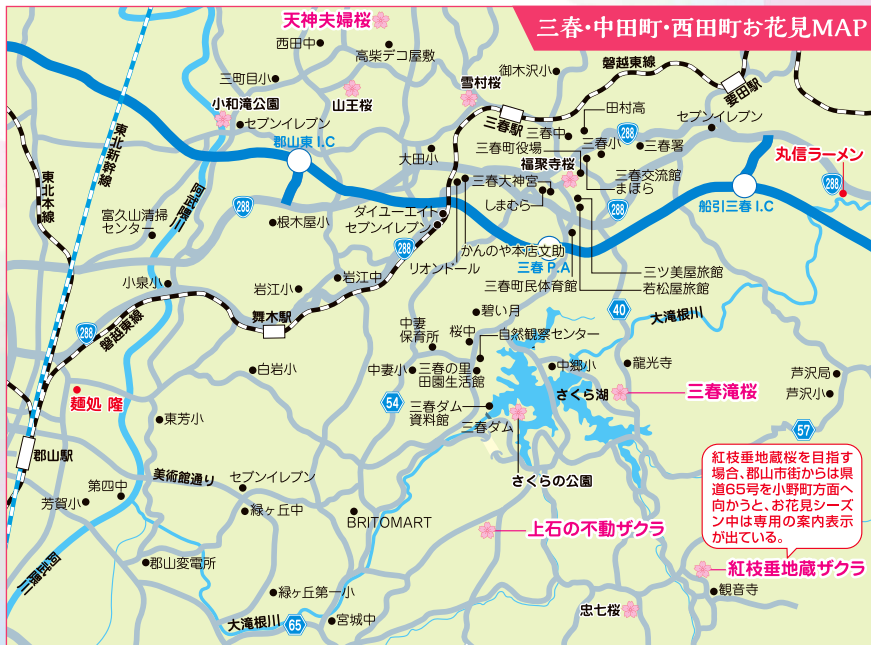 三春・中田町・西田町お花見MAP
天神夫婦桜
西田中
高柴デコ屋敷
御木沢小
磐越東線
要田駅
三町目小
山王桜
雪村桜
小和滝公園
セブンイレブン
三春駅
田村高
三春中
288
セブンイレブン
三春町役場
三春小
三春署
郡山東I.C
大田小
福聚寺桜
丸信ラーメン
東北新幹線
東北本線
阿武隈川
三春大神宮
三春交流館
まほら
288
しまむら
船引三春I.C
富久山清掃
センター
288
根木屋小
ダイユーエイト
セブンイレブン
288
288
かんのや本店文助
リオンドール
三春P.A
三ツ美屋旅館
三春町民体育館
若松屋旅館
小泉小
岩江小
岩江中
舞木駅
碧い月
40
大滝根川
288
磐越東線
中妻
保育所
桜中
自然観察センター
白岩小
中妻小
三春の里
田園生活館
中郷小
龍光寺
芦沢局
芦沢小
麺処 隆
54
さくら湖
三春滝桜
東芳小
三春ダム
資料館
三春ダム
57
郡山駅
美術館通り
セブンイレブン
さくらの公園
紅枝垂地蔵桜を目指す
場合、郡山市街からは県
道65号を小野町方面へ
向かうと、お花見シーズ
ン中は専用の案内表示
が出ている。
第四中
芳賀小
緑ヶ丘中
BRITOMART
上石の不動ザクラ
阿武隈川
郡山変電所
紅枝垂地蔵ザクラ
緑ヶ丘第一小
観音寺
大滝根川
65
宮城中
忠七桜